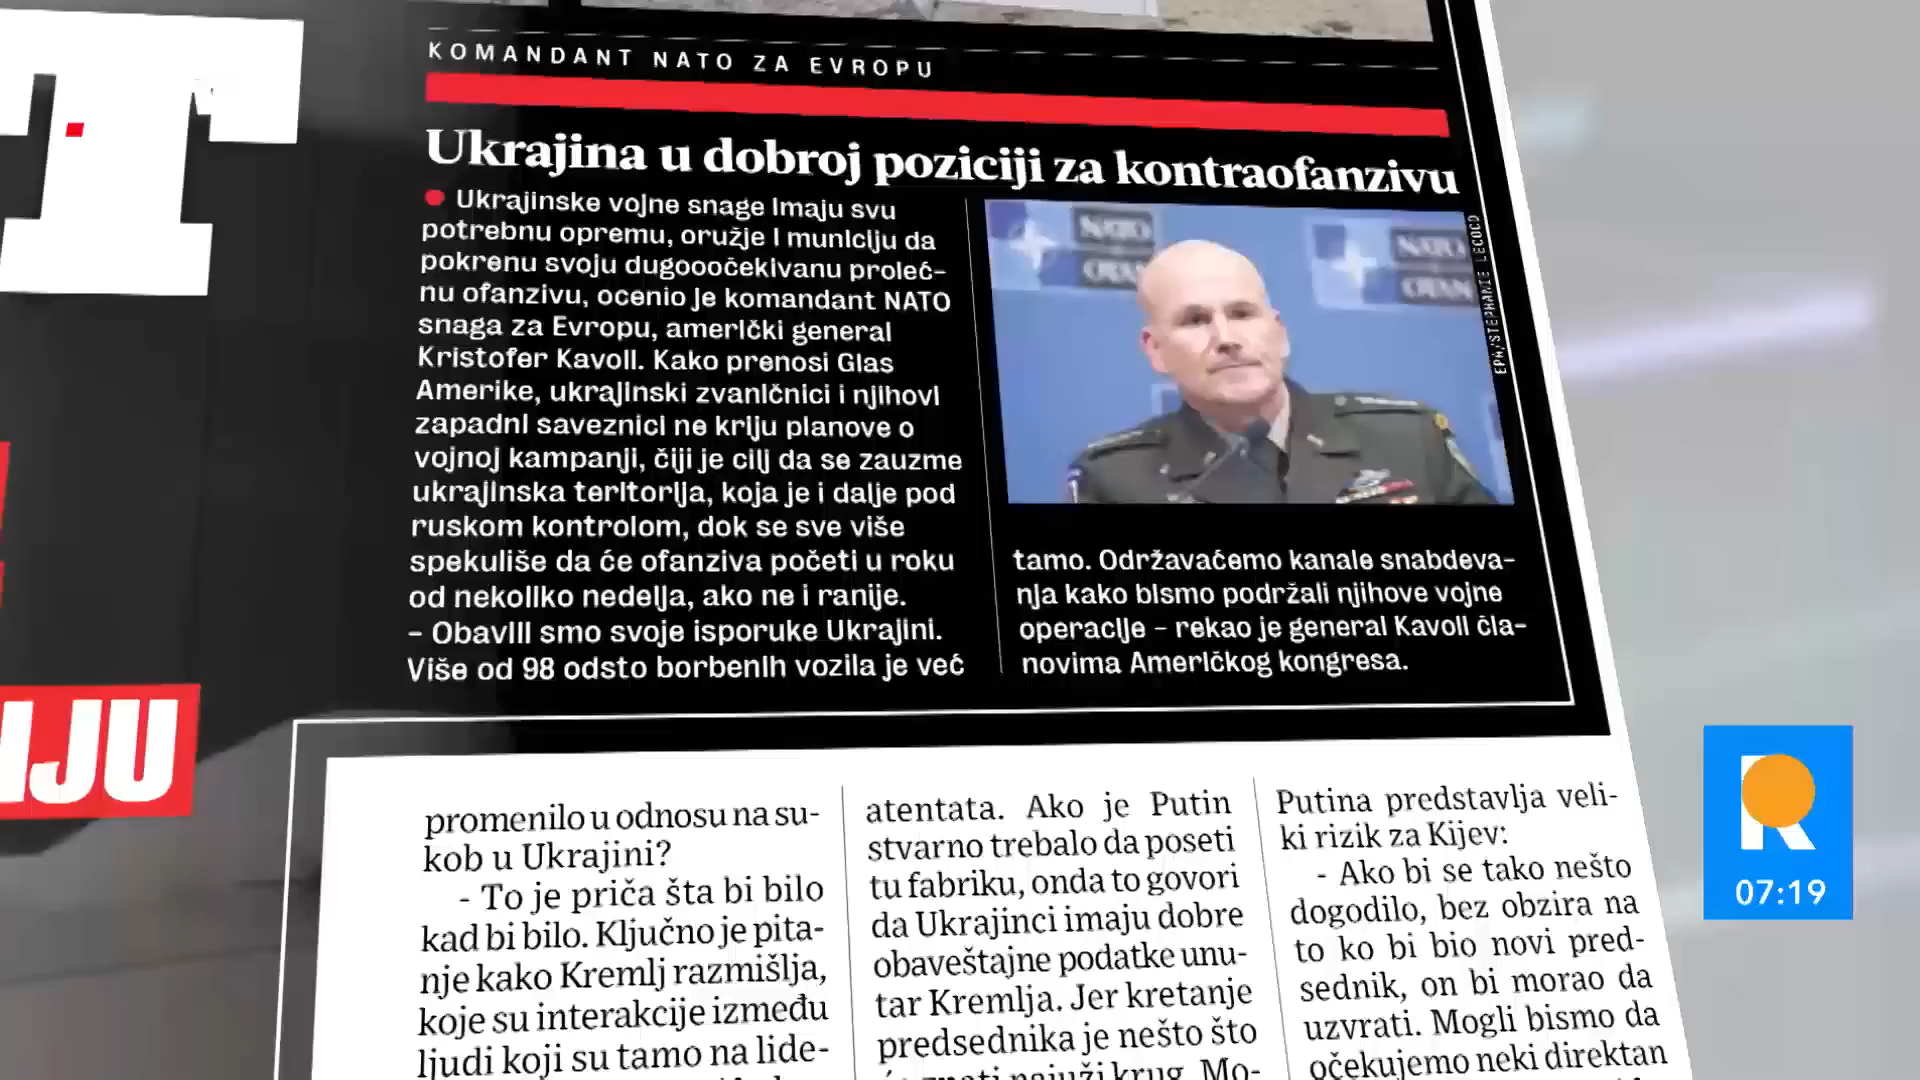 KOMANDANT NATO ZA EVROPU
Ukrajina u dobroj poziciji za kontraofanzivu
Ukrajinske vojne snage imaju svu
potrebnu opremu, oružje i municiju da
pokrenu svoju dugooočekivanu proleć-
nu ofanzivu, ocenio je komandant NATO
snaga za Evropu, američki general
Kristofer Kavoli. Kako prenosi Glas
Amerike, ukrajinski zvaničnici i njihovi
zapadni saveznici ne kriju planove o
vojnoj kampanji, čiji je cilj da se zauzme
ukrajinska teritorija, koja je i dalje pod
ruskom kontrolom, dok se sve više
spekuliše da će ofanziva početi u roku
od nekoliko nedelja, ako ne i ranije.
– Obavili smo svoje isporuke Ukrajini.
Više od 98 odsto borbenih vozila je već
NATO
OTAN
NATO
OTAN
EPA/STEPHANIE LECOCQ
tamo. Održavaćemo kanale snabdeva-
nja kako bismo podržali njihove vojne
operacije – rekao je general Kavoli čla-
novima Američkog kongresa.
T
IJU
promenilo u odnosu na su-
kob u Ukrajini?
- To je priča šta bi bilo
kad bi bilo. Ključno je pita-
nje kako Kremlj razmišlja,
koje su interakcije između
ljudi koji su tamo na lide-
atentata. Ako je Putin
stvarno trebalo da poseti
tu fabriku, onda to govori
da Ukrajinci imaju dobre
obaveštajne podatke unu-
tar Kremlja. Jer kretanje
predsednika je nešto što
će znati najuži krug. Mo-
Putina predstavlja veli-
ki rizik za Kijev:
- Ako bi se tako nešto
dogodilo, bez obzira na
to ko bi bio novi pred-
sednik, on bi morao da
uzvrati. Mogli bismo da
očekujemo neki direktan
R
07:19